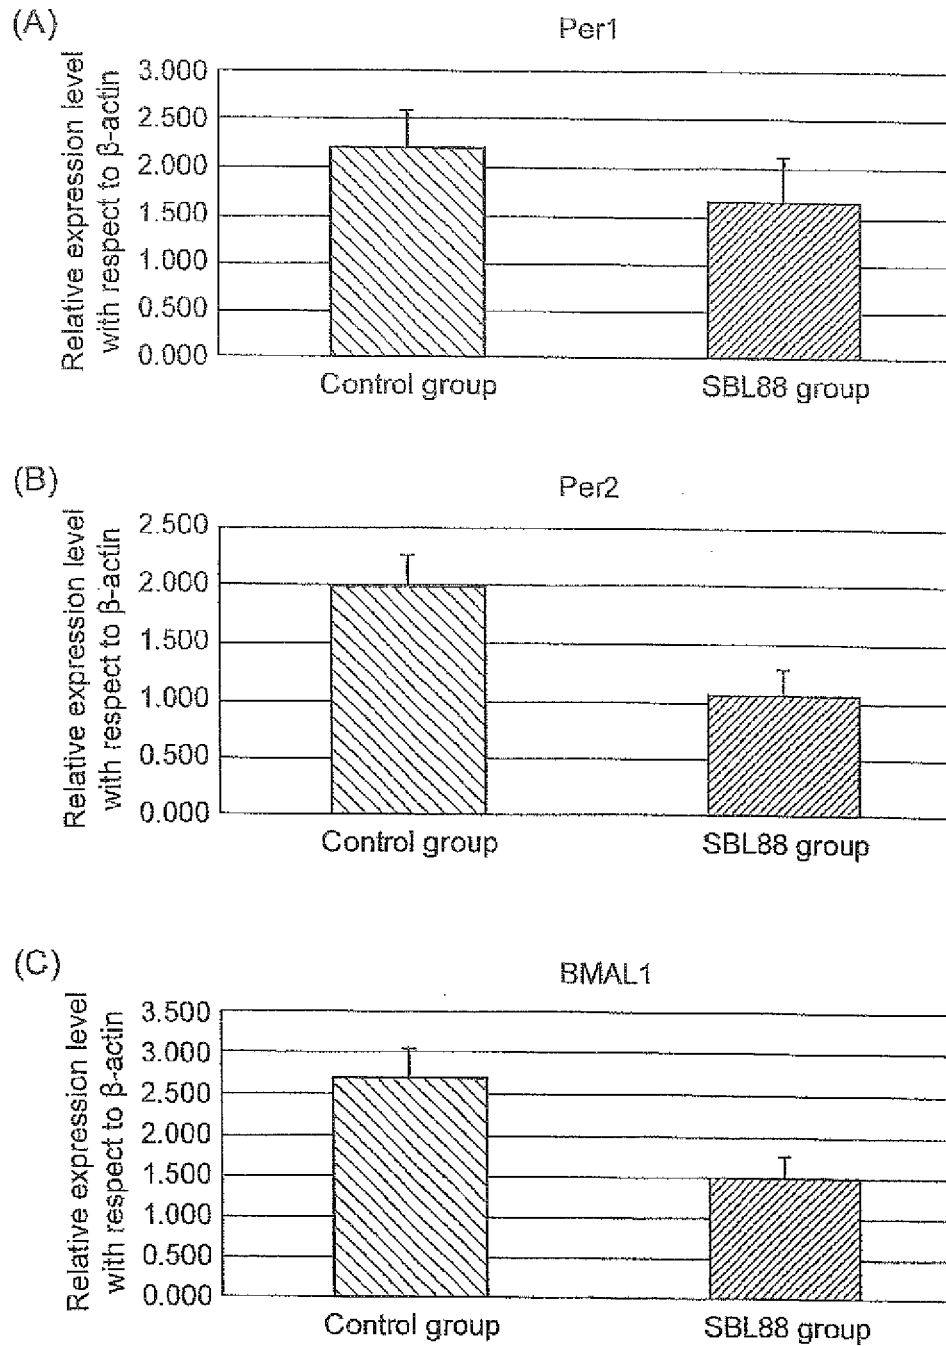 (A)
Per1
Relative expression level
with respect to β-actin
3.000
2.500
2.000
1.500
1.000
0.500
0.000
Control group
SBL88 group
(B)
Per2
Relative expression level
with respect to β-actin
2.500
2.000
1.500
1.000
0.500
0.000
Control group
SBL88 group
(C)
BMAL1
Relative expression level
with respect to β-actin
3.500
3.000
2.500
2.000
1.500
1.000
0.500
0.000
Control group
SBL88 group